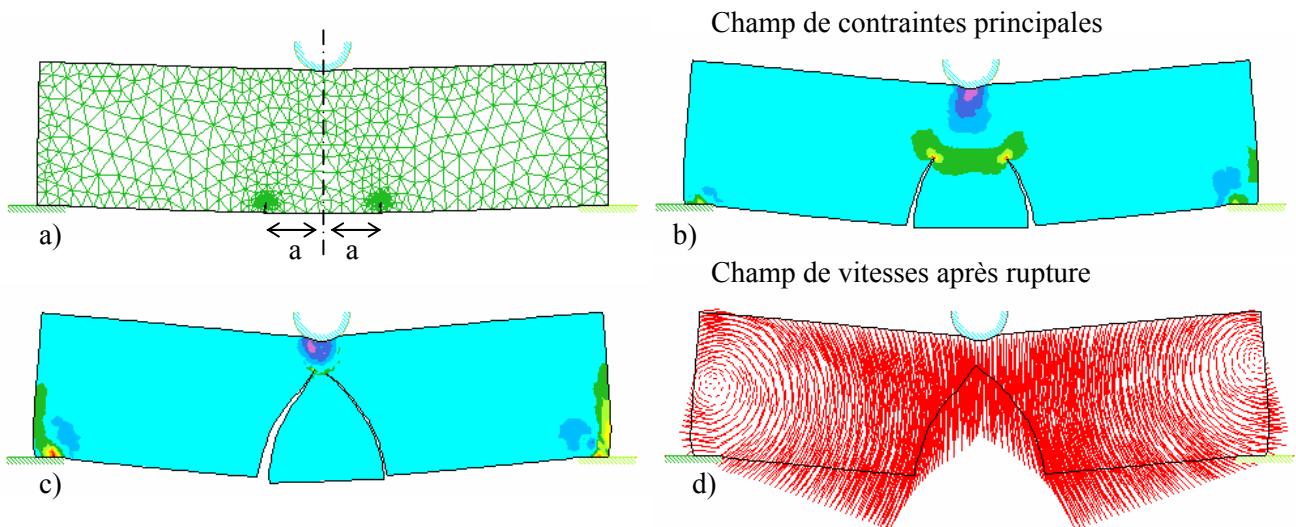 Champ de contraintes principales
a)
a
a
b)
Champ de vitesses après rupture
c)
d)